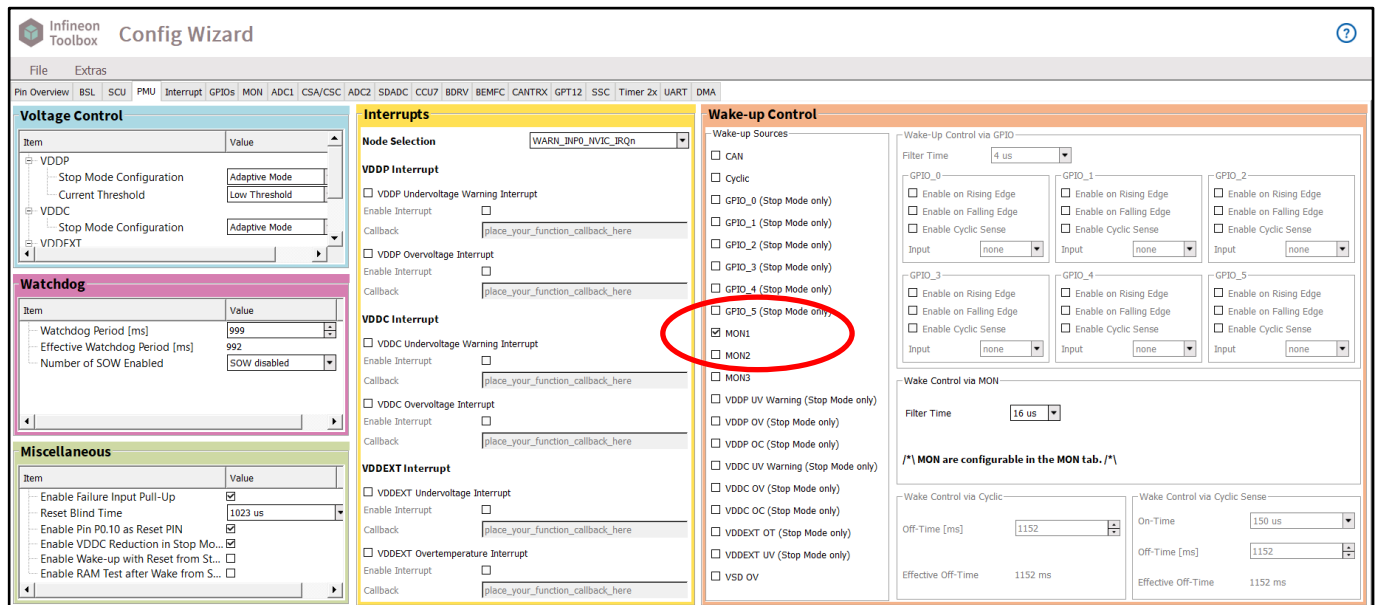 Infineon
Toolbox
Config Wizard
File Extras
Pin Overview BSL SCU PMU Interrupt GPIOs MON ADC1 CSA/CSC ADC2 SDADC CCU7 BDRV BEMFC CANTRX GPT12 SSC Timer 2x UART DMA
Voltage Control
Item Value
VDDP
Stop Mode Configuration Adaptive Mode
Current Threshold Low Threshold
VDDC
Stop Mode Configuration Adaptive Mode
VDDEXT
Watchdog
Item Value
Watchdog Period [ms] 999
Effective Watchdog Period [ms] 992
Number of SOW Enabled SOW disabled
Miscellaneous
Item Value
Enable Failure Input Pull-Up
Reset Blind Time 1023 us
Enable Pin P0.10 as Reset PIN
Enable VDDC Reduction in Stop Mo...
Enable Wake-up with Reset from St...
Enable RAM Test after Wake from S...
Interrupts
Node Selection WARN_INP0_NVIC_IRQn
VDDP Interrupt
VDDP Undervoltage Warning Interrupt
Enable Interrupt
Callback place_your_function_callback_here
VDDP Overvoltage Interrupt
Enable Interrupt
Callback place_your_function_callback_here
VDDC Interrupt
VDDC Undervoltage Warning Interrupt
Enable Interrupt
Callback place_your_function_callback_here
VDDC Overvoltage Interrupt
Enable Interrupt
Callback place_your_function_callback_here
VDDEXT Interrupt
VDDEXT Undervoltage Interrupt
Enable Interrupt
Callback place_your_function_callback_here
VDDEXT Overtemperature Interrupt
Enable Interrupt
Callback place_your_function_callback_here
Wake-up Control
Wake-up Sources
CAN
Cyclic
GPIO_0 (Stop Mode only)
GPIO_1 (Stop Mode only)
GPIO_2 (Stop Mode only)
GPIO_3 (Stop Mode only)
GPIO_4 (Stop Mode only)
GPIO_5 (Stop Mode only)
MON1
MON2
MON3
VDDP UV Warning (Stop Mode only)
VDDP OV (Stop Mode only)
VDDP OC (Stop Mode only)
VDDC UV Warning (Stop Mode only)
VDDC OV (Stop Mode only)
VDDC OC (Stop Mode only)
VDDEXT OT (Stop Mode only)
VDDEXT UV (Stop Mode only)
VSD OV
Wake-Up Control via GPIO
Filter Time 4 us
GPIO_0 GPIO_1 GPIO_2
Enable on Rising Edge Enable on Rising Edge Enable on Rising Edge
Enable on Falling Edge Enable on Falling Edge Enable on Falling Edge
Enable Cyclic Sense Enable Cyclic Sense Enable Cyclic Sense
Input none Input none Input none
GPIO_3 GPIO_4 GPIO_5
Enable on Rising Edge Enable on Rising Edge Enable on Rising Edge
Enable on Falling Edge Enable on Falling Edge Enable on Falling Edge
Enable Cyclic Sense Enable Cyclic Sense Enable Cyclic Sense
Input none Input none Input none
Wake Control via MON
Filter Time 16 us
/*\ MON are configurable in the MON tab. /*\
Wake Control via Cyclic
Off-Time [ms] 1152
Effective Off-Time 1152 ms
Wake Control via Cyclic Sense
On-Time 150 us
Off-Time [ms] 1152
Effective Off-Time 1152 ms